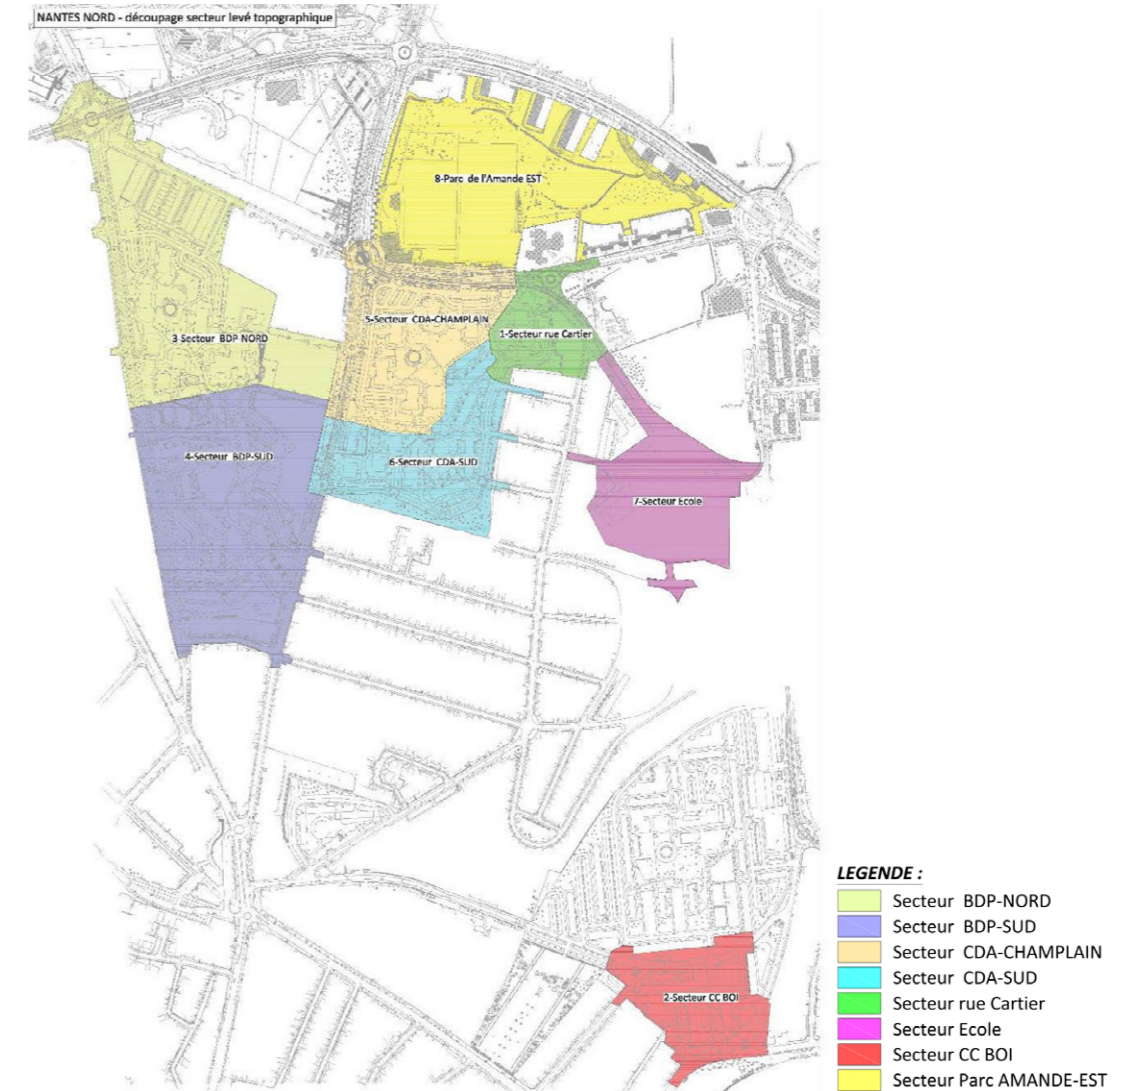 NANTES NORD - découpage secteur levé topographique
8-Parc de l'Amande EST
5-Secteur CDA-CHAMPLAIN
1-Secteur rue Cartier
3-Secteur BDP NORD
4-Secteur BDP-SUD
6-Secteur CDA-SUD
7-Secteur Ecole
2-Secteur CC BOI
LEGENDE :
Secteur BDP-NORD
Secteur BDP-SUD
Secteur CDA-CHAMPLAIN
Secteur CDA-SUD
Secteur rue Cartier
Secteur Ecole
Secteur CC BOI
Secteur Parc AMANDE-EST